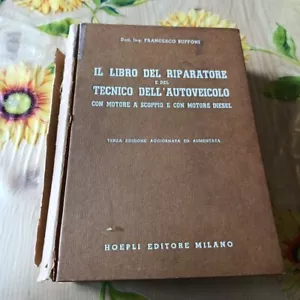 Dott. Ing. FRANCESCO BUFFONI
IL LIBRO DEL RIPARATORE
E DEL
TECNICO DELL'AUTOVEICOLO
CON MOTORE A SCOPPIO E CON MOTORE DIESEL
TERZA EDIZIONE AGGIORNATA ED AUMENTATA
HOEPLI EDITORE MILANO